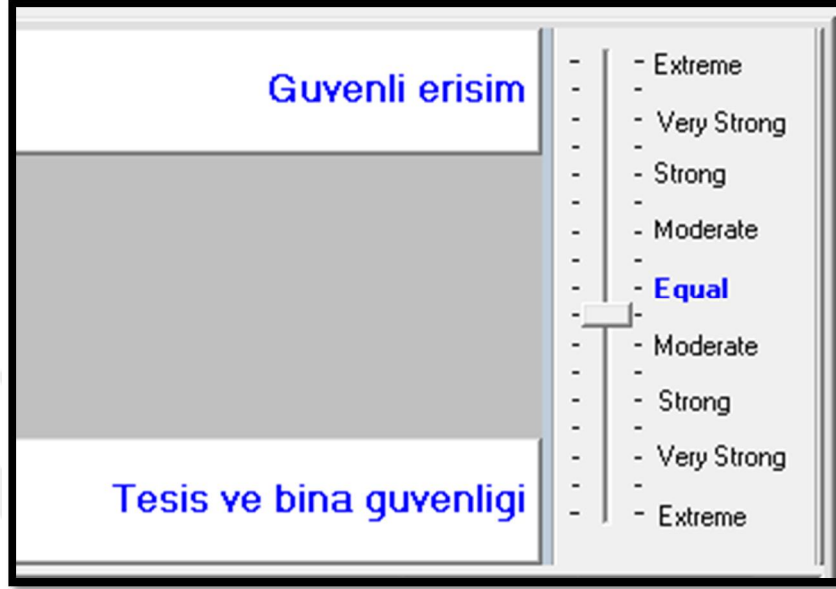 Guvenli erisim
Extreme
Very Strong
Strong
Moderate
Equal
Moderate
Strong
Very Strong
Extreme
Tesis ve bina guvenligi